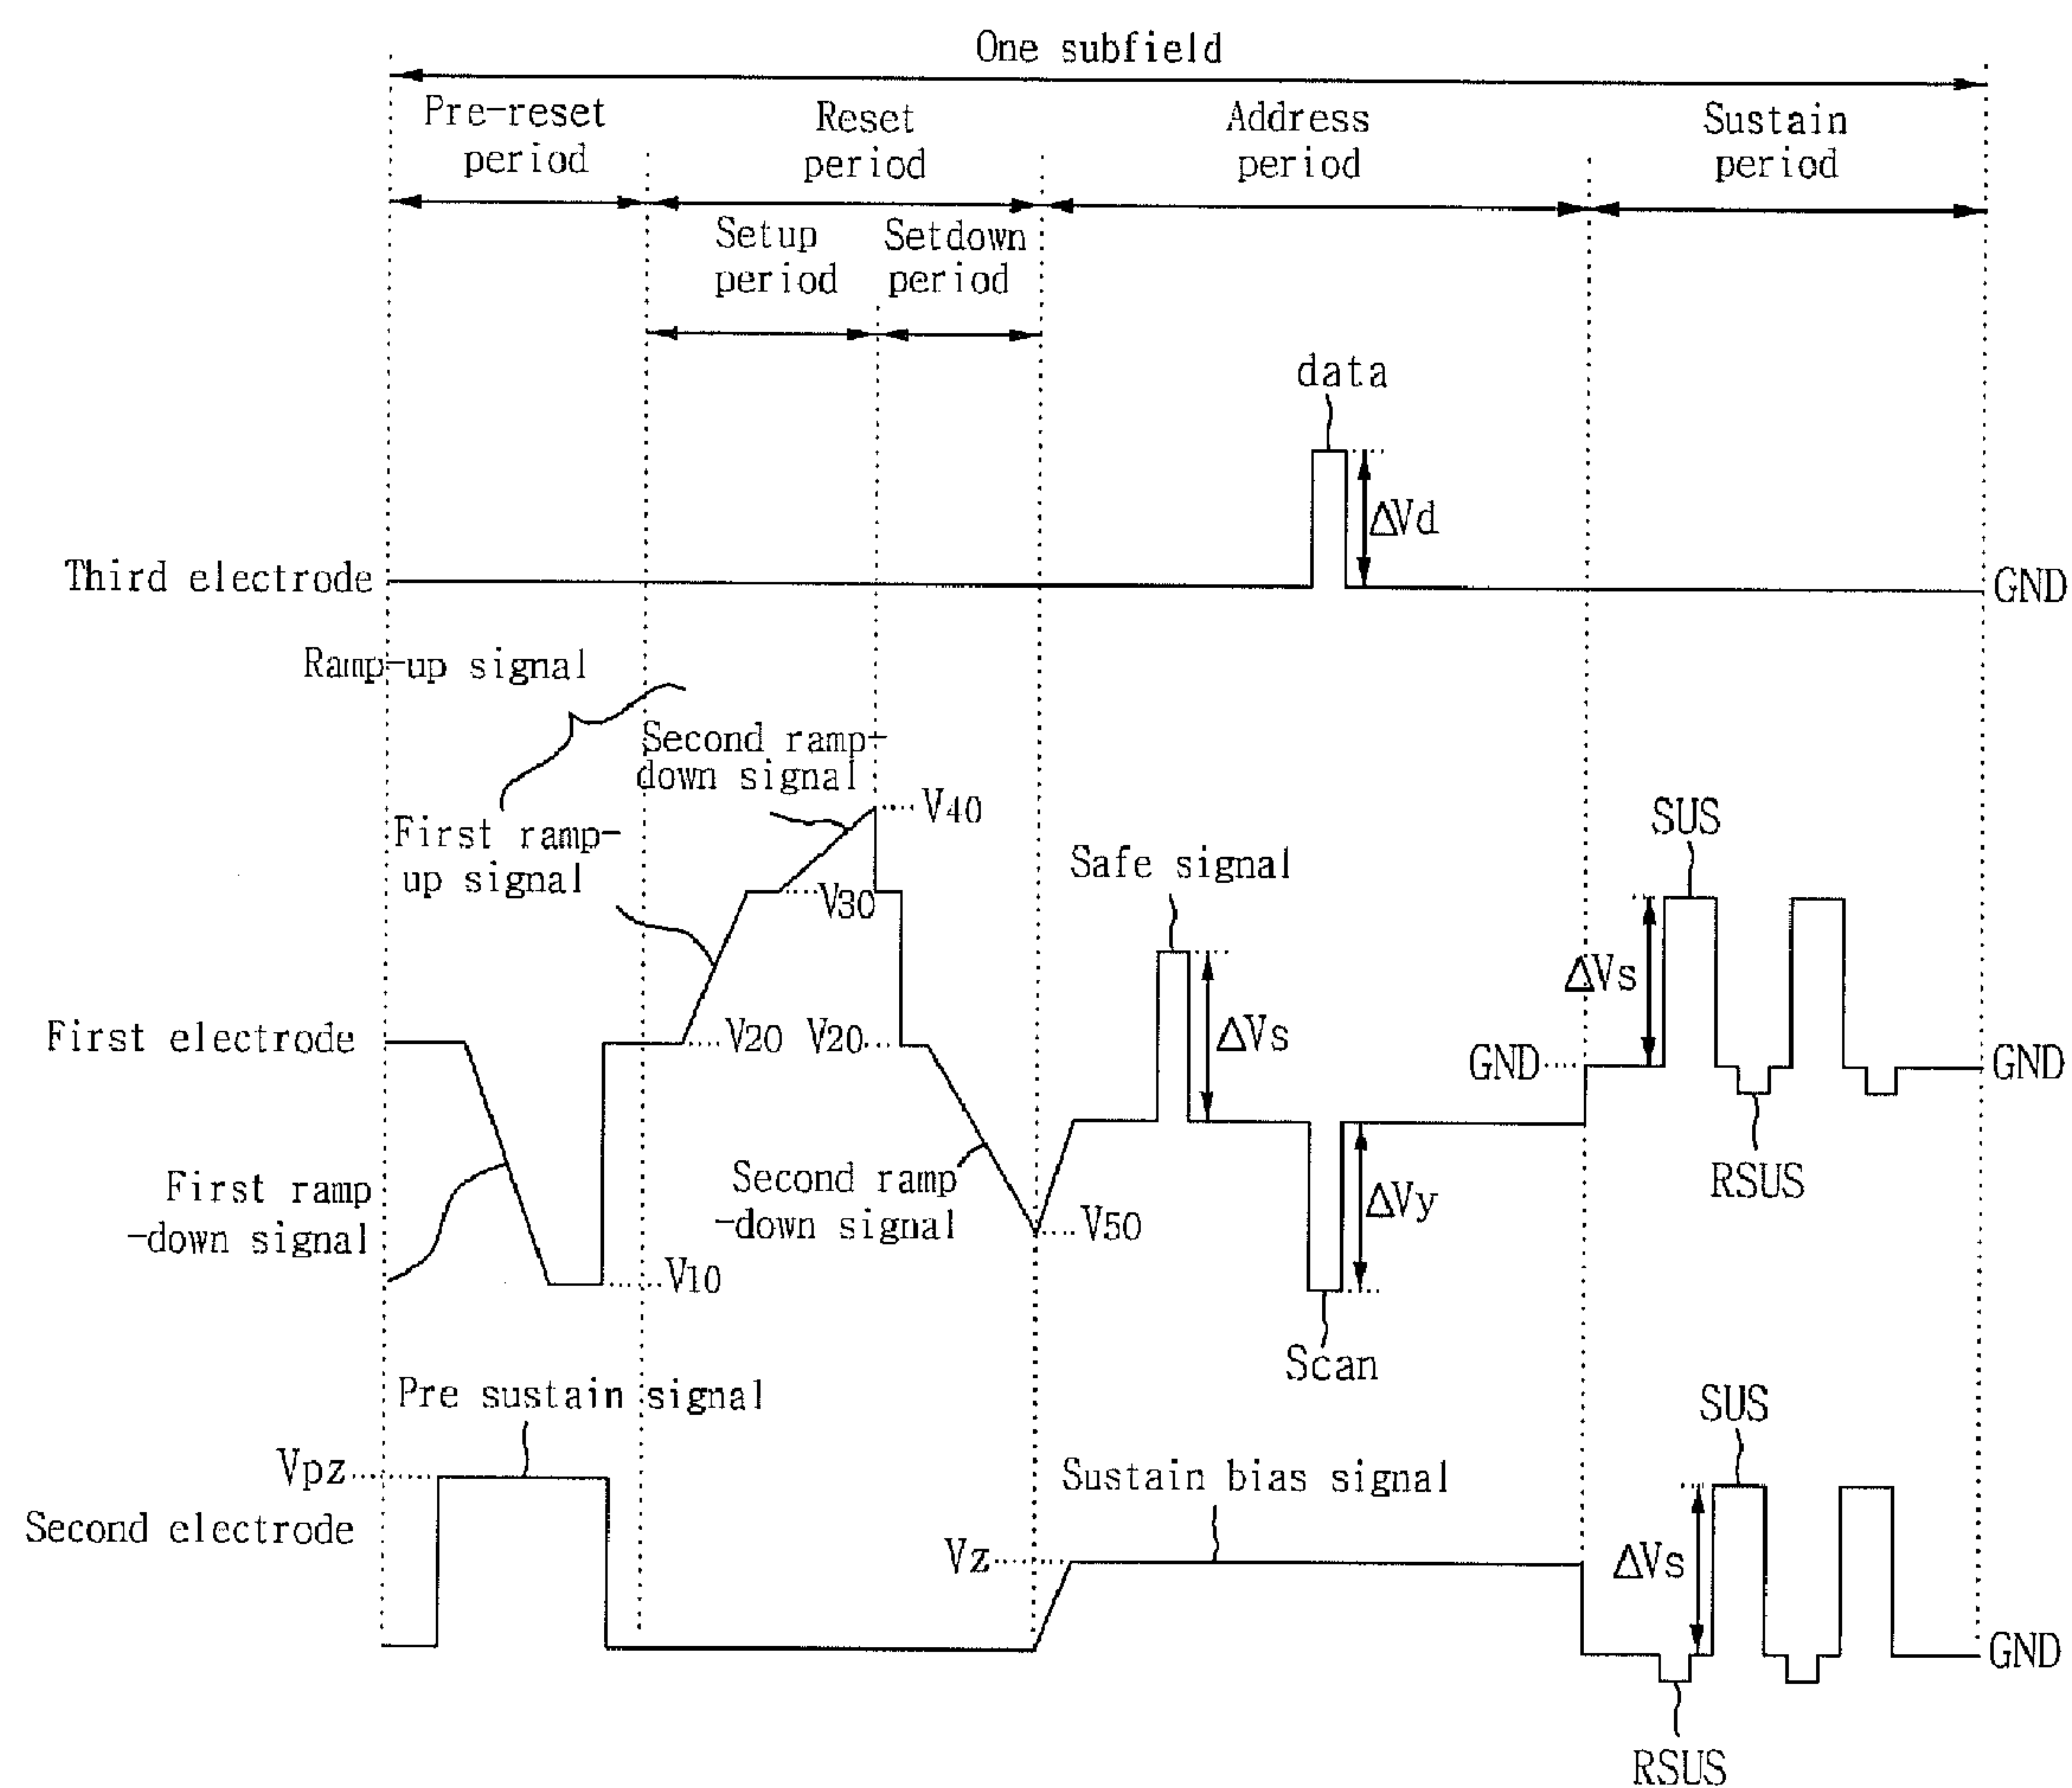 One subfield
Pre-reset
period
Reset
period
Address
period
Sustain
period
Setup
period
Setdown
period
data
ΔVd
Third electrode
GND
Ramp-up signal
Second ramp-
down signal
V40
First ramp-
up signal
V30
Safe signal
SUS
ΔVs
ΔVs
First electrode
V20
V20
GND
GND
First ramp
-down signal
Second ramp
-down signal
V50
ΔVy
RSUS
V10
Scan
Pre sustain signal
SUS
Vpz
Sustain bias signal
Second electrode
Vz
ΔVs
GND
RSUS